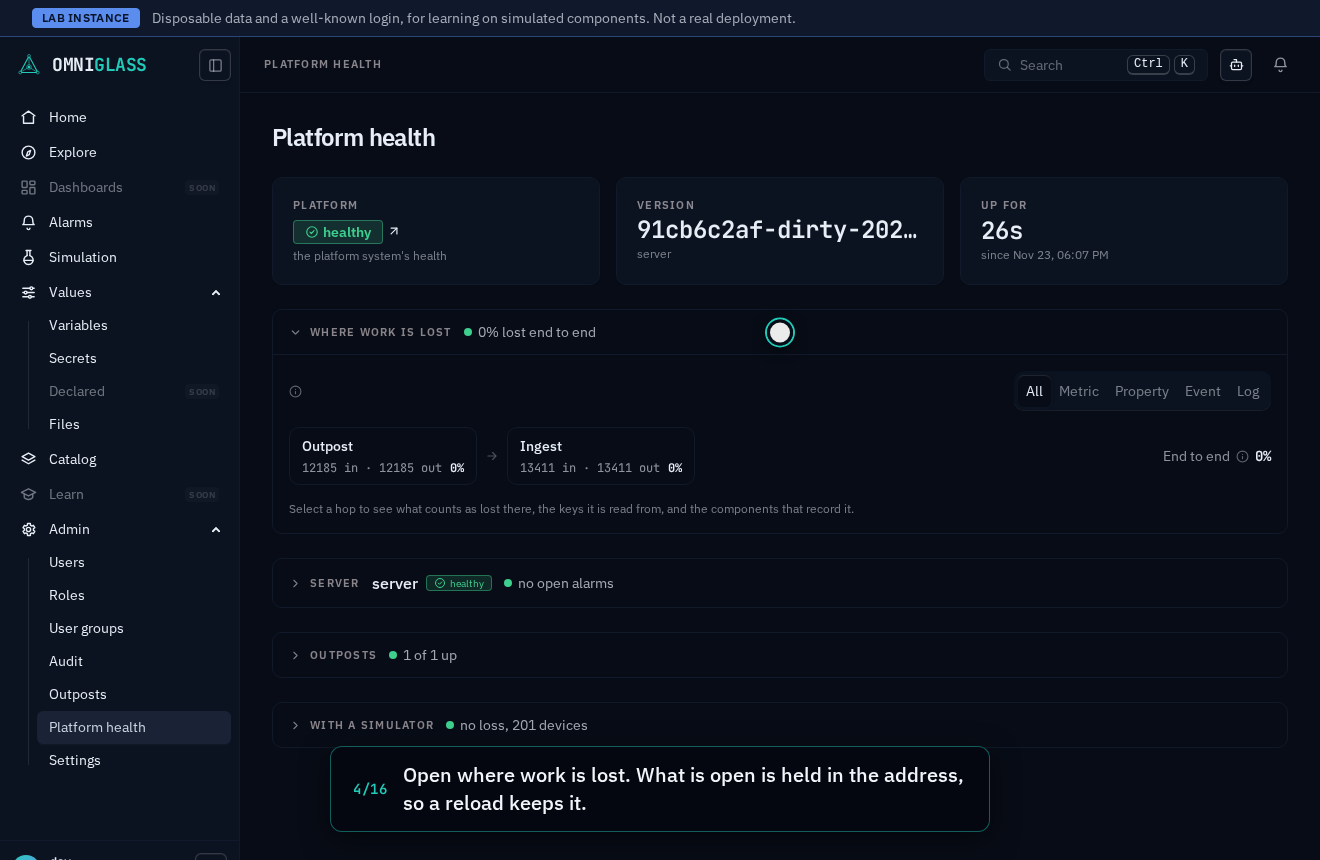 LAB INSTANCE Disposable data and a well-known login, for learning on simulated components. Not a real deployment.
OMNIGLASS
PLATFORM HEALTH
Search Ctrl K
Home
Explore
Dashboards SOON
Alarms
Simulation
Values
Variables
Secrets
Declared SOON
Files
Catalog
Learn SOON
Admin
Users
Roles
User groups
Audit
Outposts
Platform health
Settings
Platform health
PLATFORM
healthy
the platform system's health
VERSION
91cb6c2af-dirty-202…
server
UP FOR
26s
since Nov 23, 06:07 PM
WHERE WORK IS LOST 0% lost end to end
All Metric Property Event Log
Outpost
12185 in · 12185 out 0%
Ingest
13411 in · 13411 out 0%
End to end 0%
Select a hop to see what counts as lost there, the keys it is read from, and the components that record it.
SERVER server healthy no open alarms
OUTPOSTS 1 of 1 up
WITH A SIMULATOR no loss, 201 devices
4/16 Open where work is lost. What is open is held in the address,
so a reload keeps it.